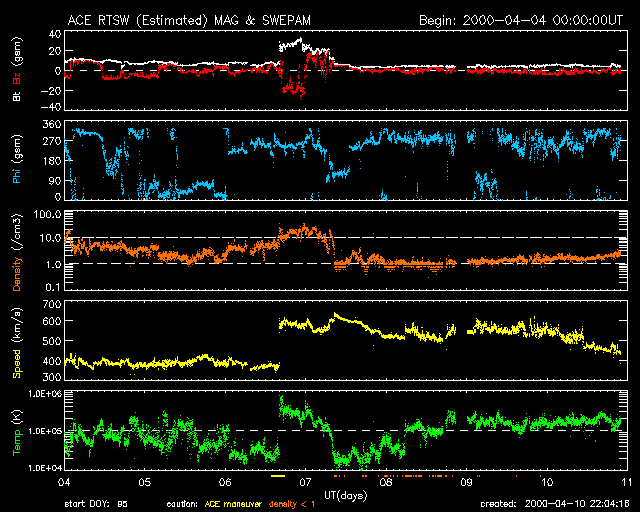 ACE RTSW (Estimated) MAG & SWEPAM Begin: 2000-04-04 00:00:00UT
Bt Bz (gsm)
40
20
0
-20
-40
Phi (gsm)
360
270
180
90
0
Density (/cm3)
100.0
10.0
1.0
0.1
Speed (km/s)
700
600
500
400
300
Temp (K)
1.0E+06
1.0E+05
1.0E+04
04 05 06 07 08 09 10 11
UT(days)
start DOY: 95 caution: ACE maneuver density < 1 created: 2000-04-10 22:04:16